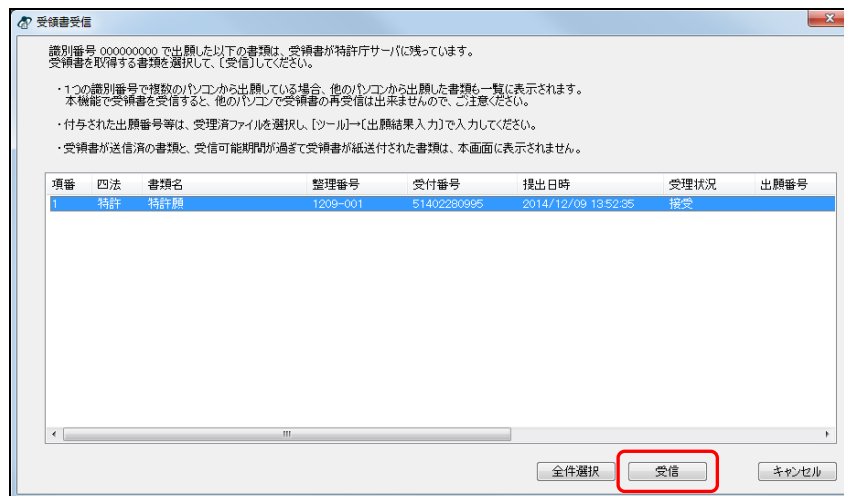 受領書受信
識別番号 000000000 で出願した以下の書類は、受領書が特許庁サーバに残っています。
受領書を取得する書類を選択して、〔受信〕してください。
・1つの識別番号で複数のパソコンから出願している場合、他のパソコンから出願した書類も一覧に表示されます。
本機能で受領書を受信すると、他のパソコンで受領書の再受信は出来ませんので、ご注意ください。
・付与された出願番号等は、受理済ファイルを選択し、[ツール]→〔出願結果入力〕で入力してください。
・受領書が送信済の書類と、受信可能期間が過ぎて受領書が紙送付された書類は、本画面に表示されません。
項番 四法 書類名 整理番号 受付番号 提出日時 受理状況 出願番号
1 特許 特許願 1209-001 51402280995 2014/12/09 13:52:35 接受
全件選択 受信 キャンセル